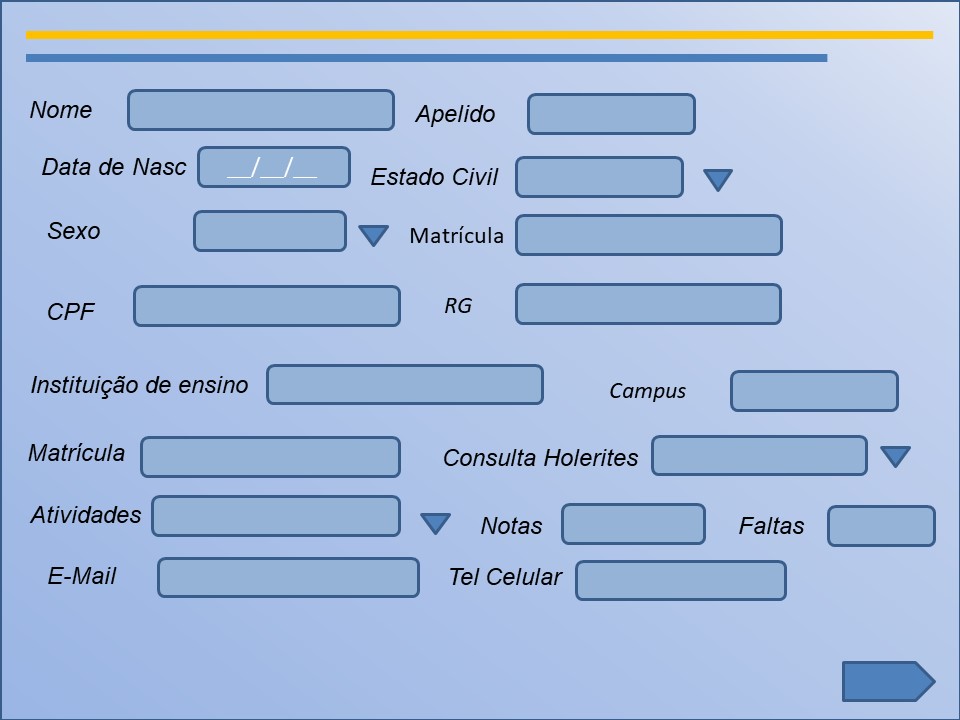 Nome
Apelido
Data de Nasc __/__/__
Estado Civil
Sexo
Matrícula
CPF
RG
Instituição de ensino
Campus
Matrícula
Consulta Holerites
Atividades
Notas
Faltas
E-Mail
Tel Celular